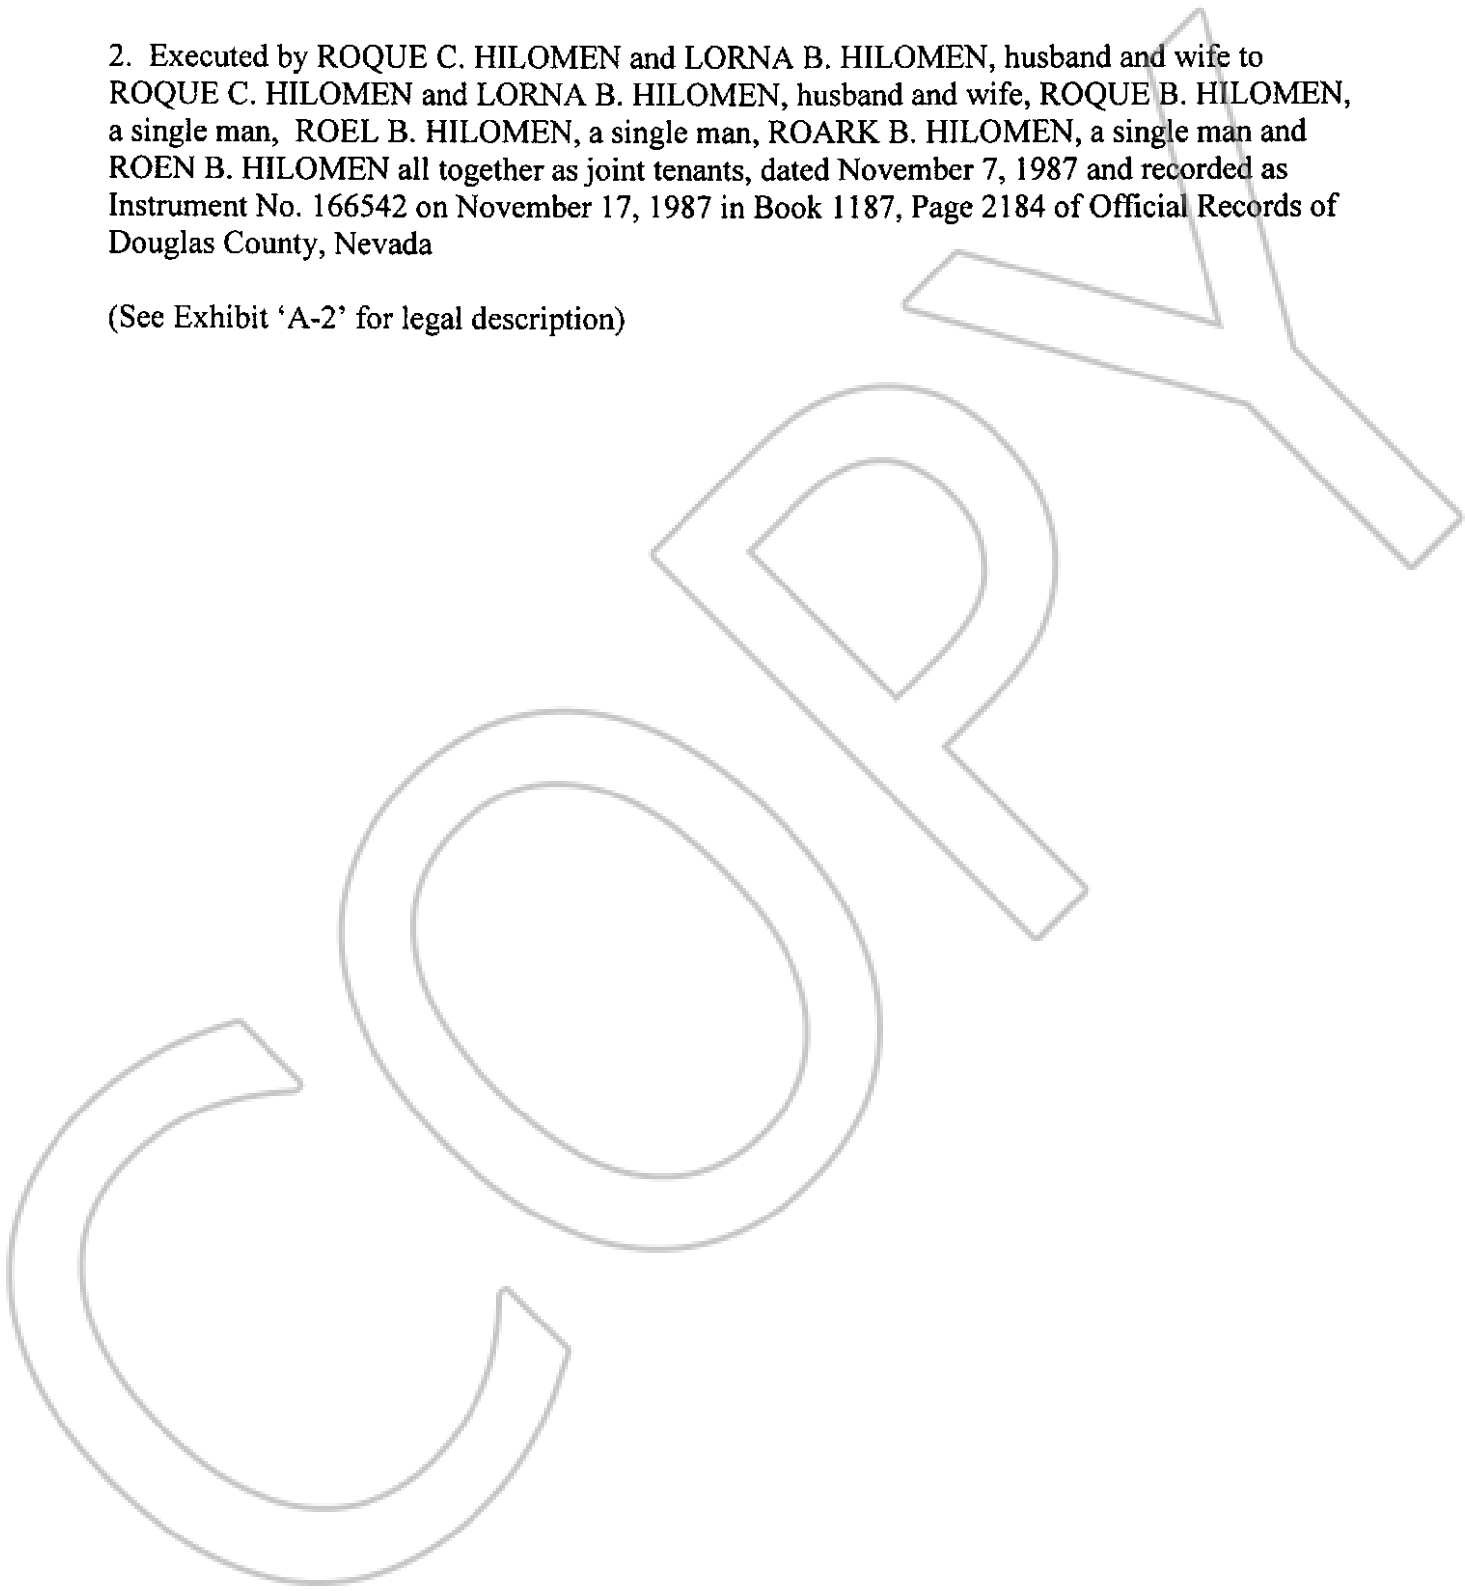 2. Executed by ROQUE C. HILOMEN and LORNA B. HILOMEN, husband and wife to
ROQUE C. HILOMEN and LORNA B. HILOMEN, husband and wife, ROQUE B. HILOMEN,
a single man, ROEL B. HILOMEN, a single man, ROARK B. HILOMEN, a single man and
ROEN B. HILOMEN all together as joint tenants, dated November 7, 1987 and recorded as
Instrument No. 166542 on November 17, 1987 in Book 1187, Page 2184 of Official Records of
Douglas County, Nevada
(See Exhibit ‘A-2’ for legal description)
COPY